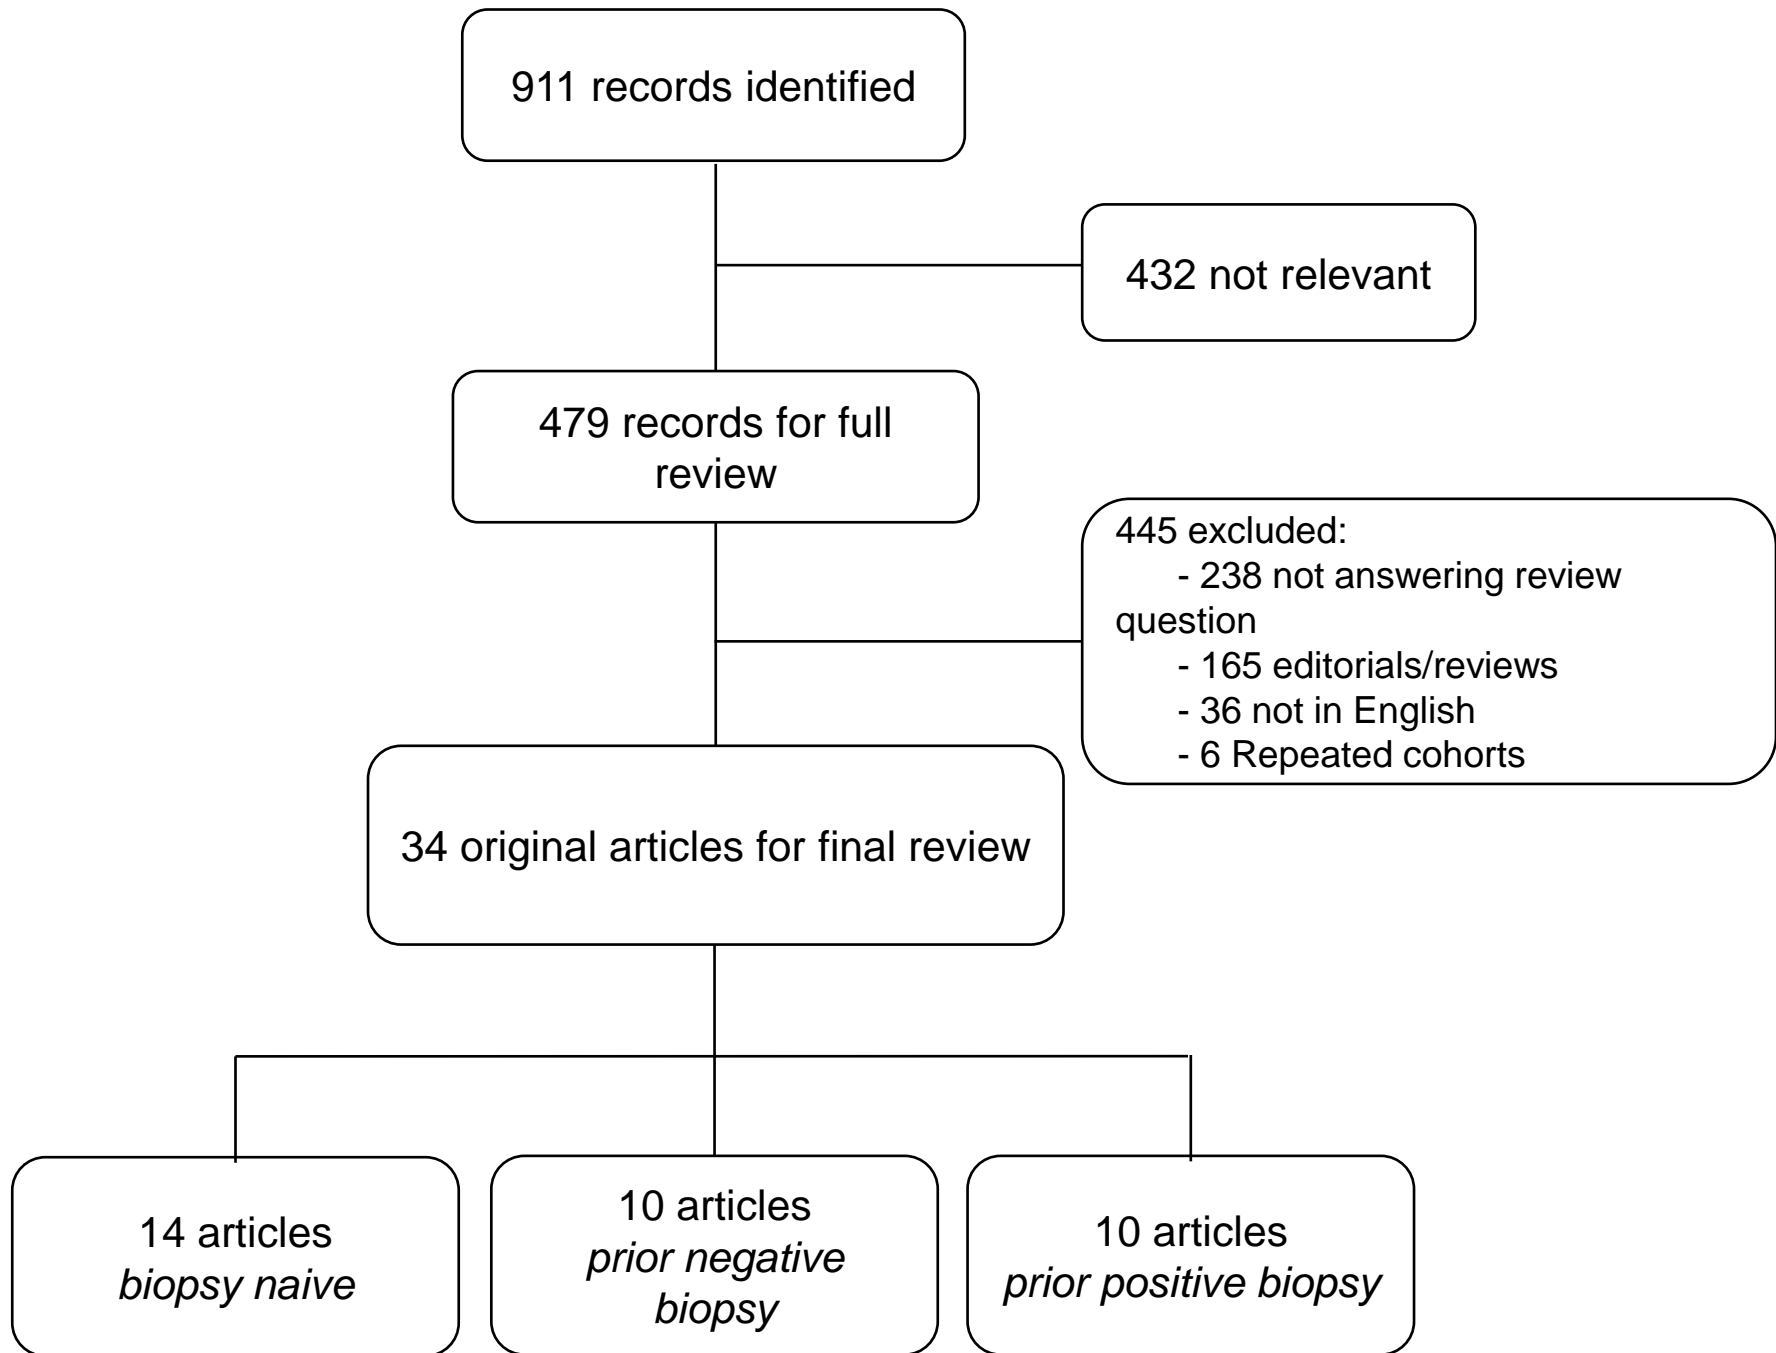 911 records identified
432 not relevant
479 records for full
review
445 excluded:
- 238 not answering review
question
- 165 editorials/reviews
- 36 not in English
- 6 Repeated cohorts
34 original articles for final review
14 articles
biopsy naive
10 articles
prior negative
biopsy
10 articles
prior positive biopsy